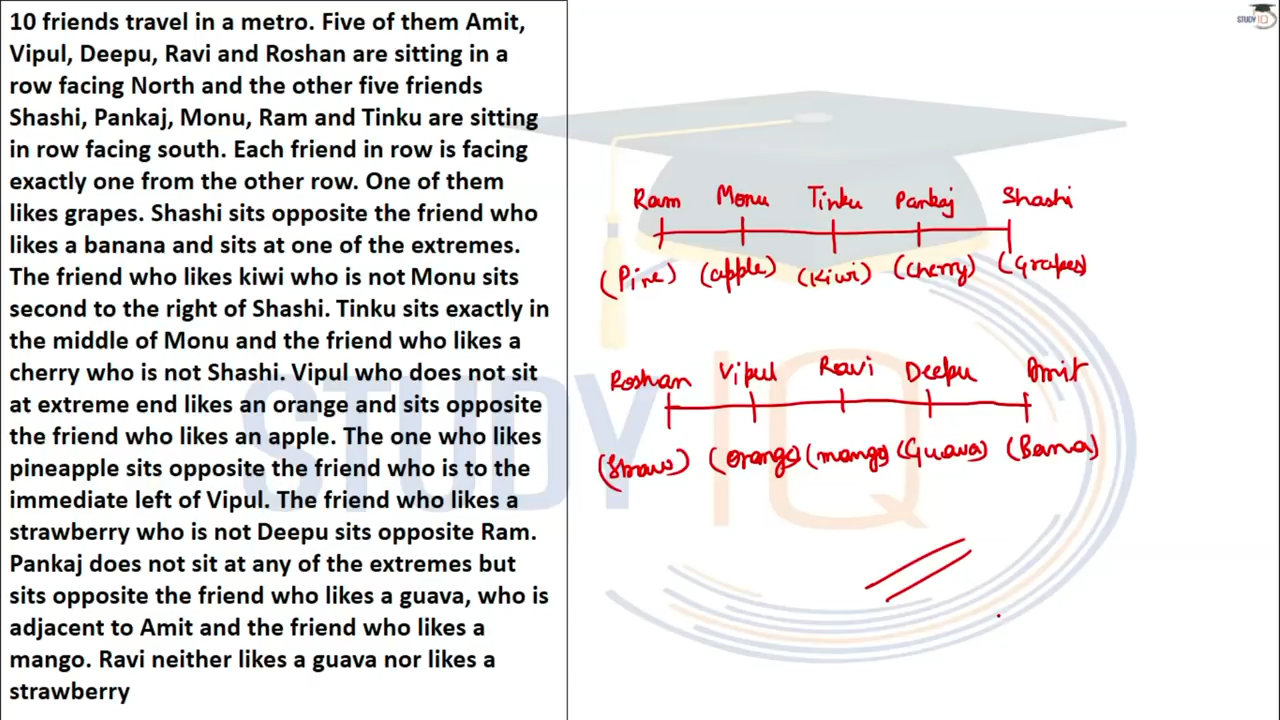 10 friends travel in a metro. Five of them Amit,
Vipul, Deepu, Ravi and Roshan are sitting in a
row facing North and the other five friends
Shashi, Pankaj, Monu, Ram and Tinku are sitting
in row facing south. Each friend in row is facing
exactly one from the other row. One of them
likes grapes. Shashi sits opposite the friend who
likes a banana and sits at one of the extremes.
The friend who likes kiwi who is not Monu sits
second to the right of Shashi. Tinku sits exactly in
the middle of Monu and the friend who likes a
cherry who is not Shashi. Vipul who does not sit
at extreme end likes an orange and sits opposite
the friend who likes an apple. The one who likes
pineapple sits opposite the friend who is to the
immediate left of Vipul. The friend who likes a
strawberry who is not Deepu sits opposite Ram.
Pankaj does not sit at any of the extremes but
sits opposite the friend who likes a guava, who is
adjacent to Amit and the friend who likes a
mango. Ravi neither likes a guava nor likes a
strawberry
STUDY IQ
Ram Monu Tinku Pankaj Shashi
(Pine) (apple) (Kiwi) (cherry) (Grapes)
Roshan Vipul Ravi Deepu Amit
(Straw) (orange) (mango) (Guava) (Bana)
STUDY IQ